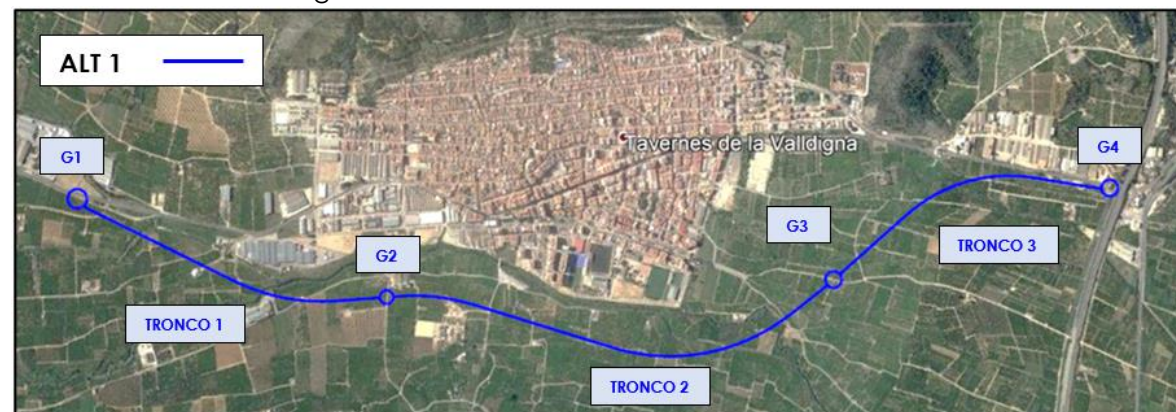 ALT 1
G1
G4
Tavernes de la Valldigna
G3
G2
TRONCO 3
TRONCO 1
TRONCO 2